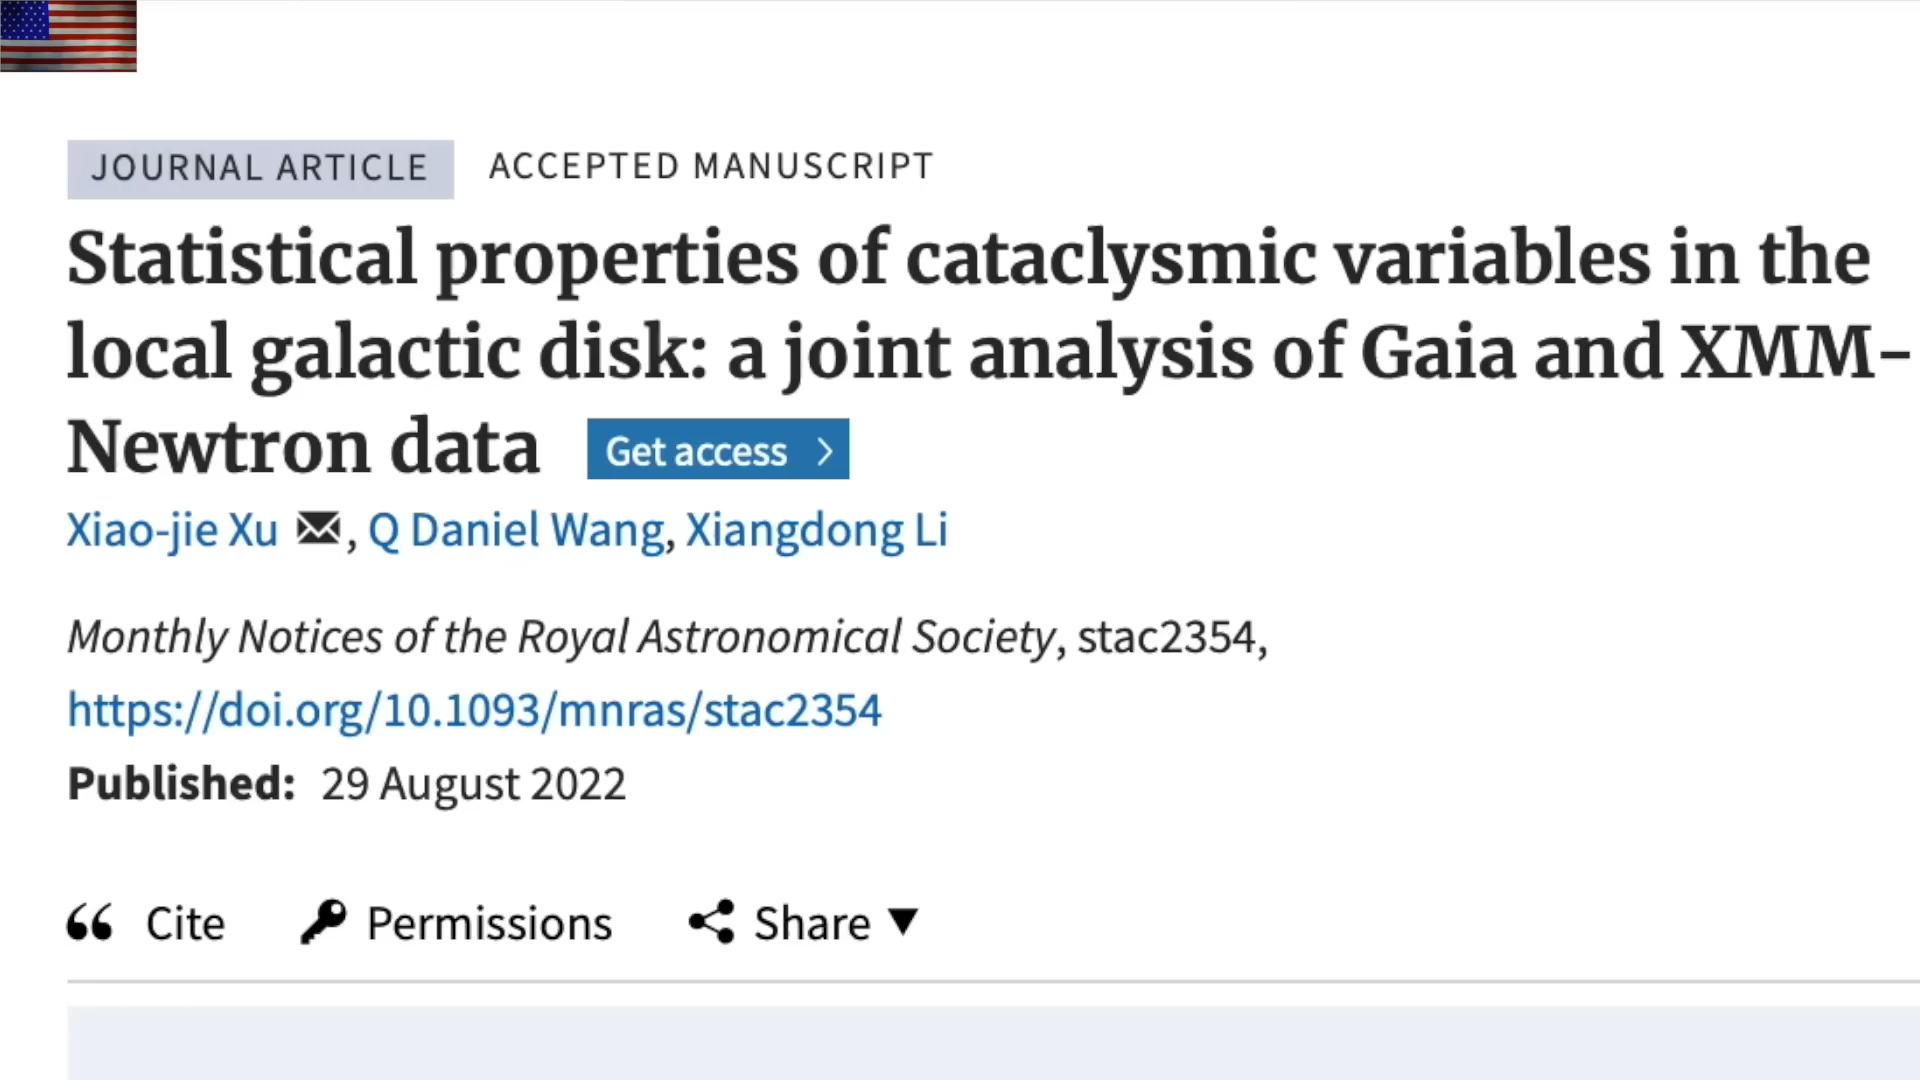 JOURNAL ARTICLE ACCEPTED MANUSCRIPT
Statistical properties of cataclysmic variables in the
local galactic disk: a joint analysis of Gaia and XMM-
Newtron data Get access >
Xiao-jie Xu , Q Daniel Wang, Xiangdong Li
Monthly Notices of the Royal Astronomical Society, stac2354,
https://doi.org/10.1093/mnras/stac2354
Published: 29 August 2022
Cite Permissions Share